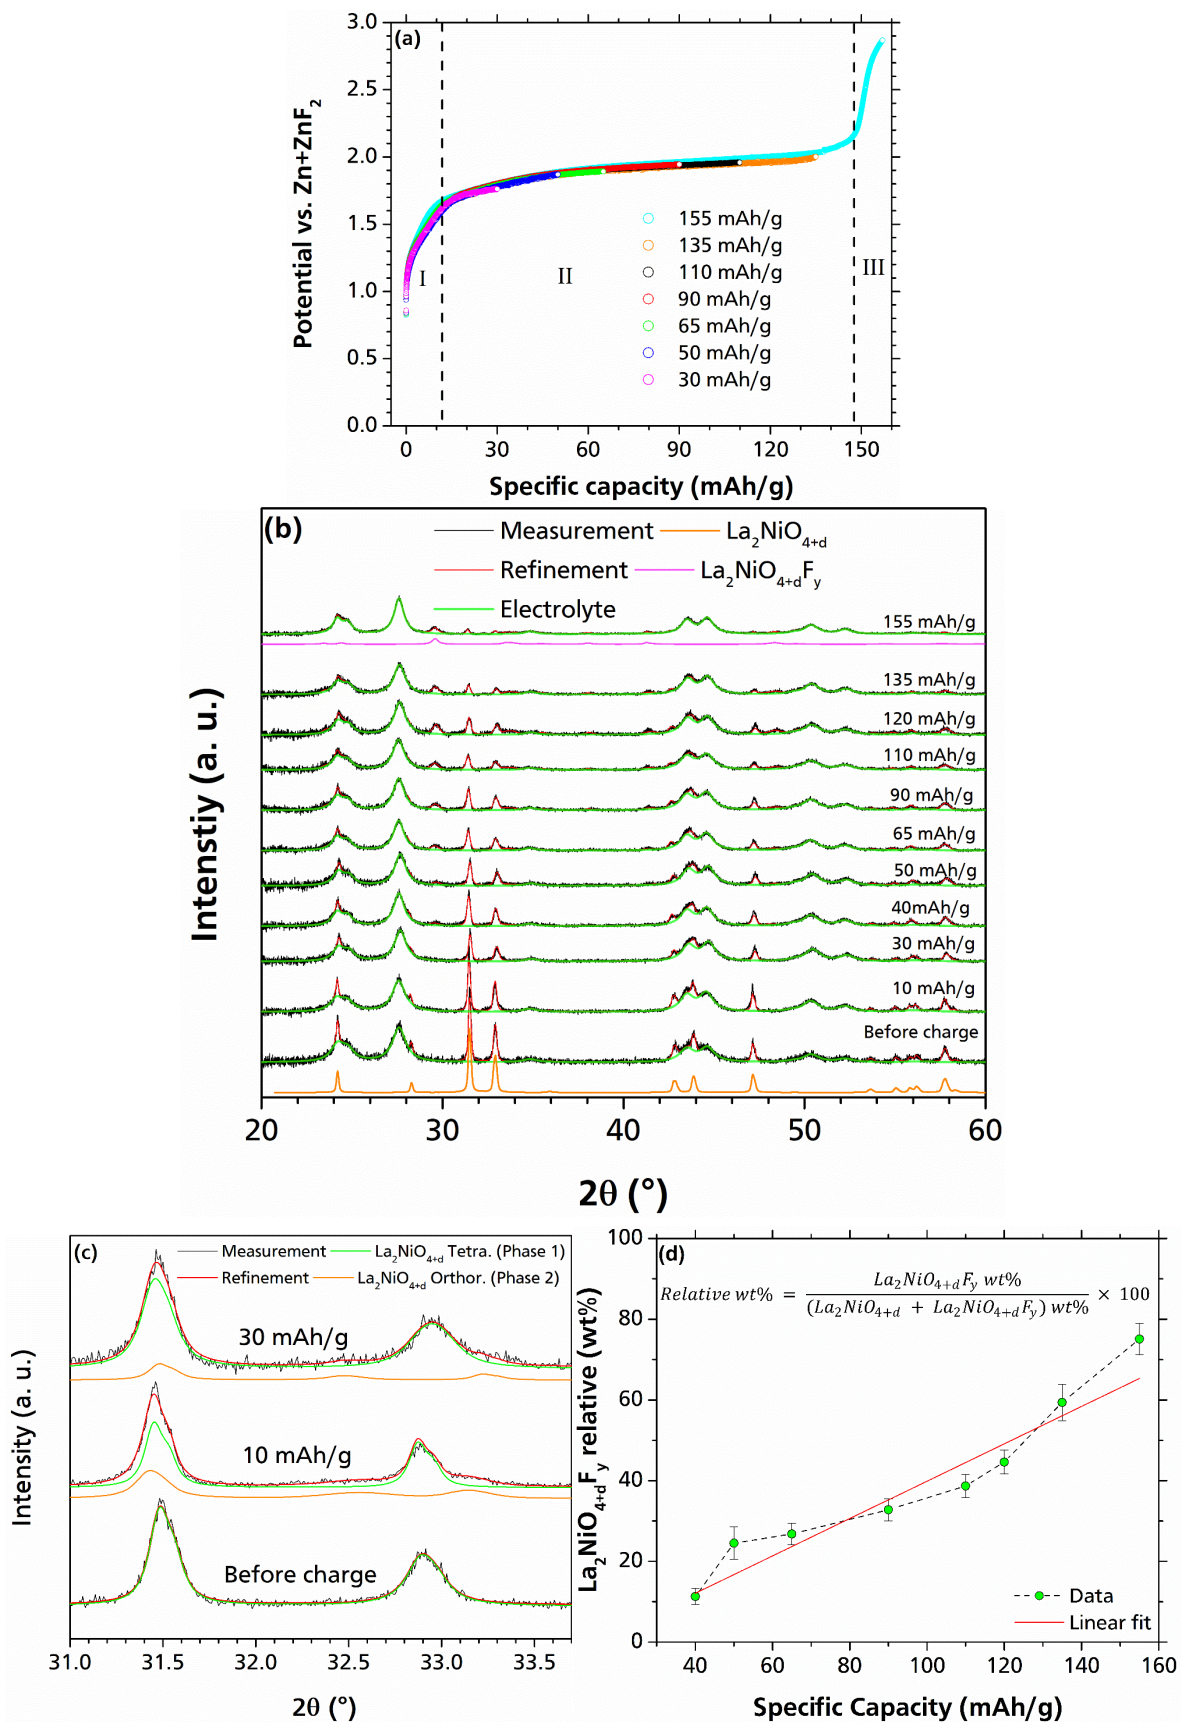 (a)
Potential vs. Zn+ZnF2
3.0
2.5
2.0
1.5
1.0
0.5
0.0
I
II
III
155 mAh/g
135 mAh/g
110 mAh/g
90 mAh/g
65 mAh/g
50 mAh/g
30 mAh/g
0 30 60 90 120 150
Specific capacity (mAh/g)
(b)
Measurement La2NiO4+d
Refinement La2NiO4+dFy
Electrolyte
Intenstiy (a. u.)
155 mAh/g
135 mAh/g
120 mAh/g
110 mAh/g
90 mAh/g
65 mAh/g
50 mAh/g
40mAh/g
30 mAh/g
10 mAh/g
Before charge
20 30 40 50 60
2θ (°)
(c)
Measurement La2NiO4+d Tetra. (Phase 1)
Refinement La2NiO4+d Orthor. (Phase 2)
Intensity (a. u.)
30 mAh/g
10 mAh/g
Before charge
31.0 31.5 32.0 32.5 33.0 33.5
2θ (°)
(d)
La2NiO4+dFy relative (wt%)
100
80
60
40
20
0
Relative wt% = La2NiO4+dFy wt% / (La2NiO4+d + La2NiO4+dFy) wt% × 100
Data
Linear fit
40 60 80 100 120 140 160
Specific Capacity (mAh/g)